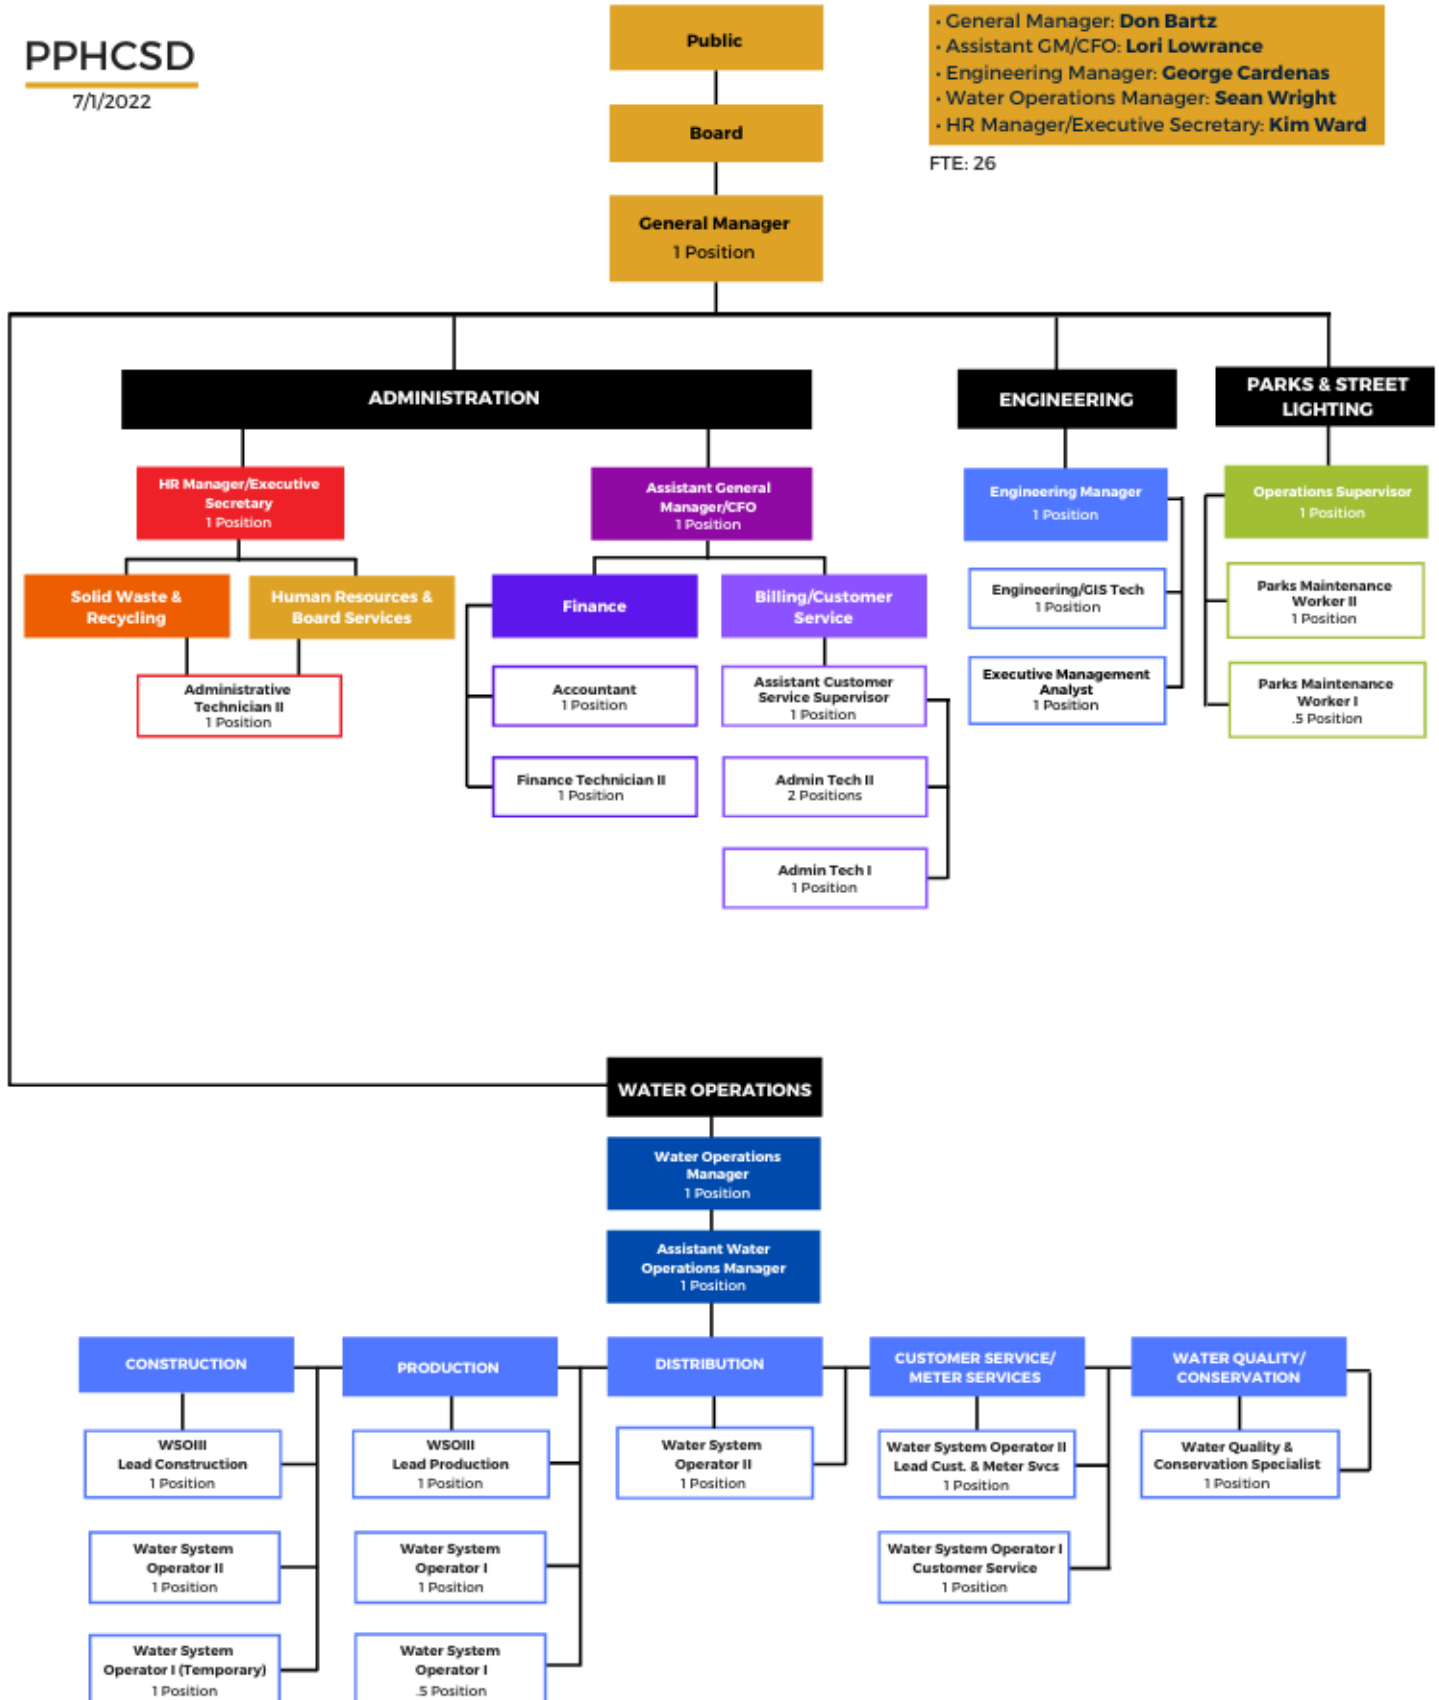 PPHCSD
7/1/2022
Public
Board
General Manager
1 Position
• General Manager: Don Bartz
• Assistant GM/CFO: Lori Lowrance
• Engineering Manager: George Cardenas
• Water Operations Manager: Sean Wright
• HR Manager/Executive Secretary: Kim Ward
FTE: 26
ADMINISTRATION
HR Manager/Executive
Secretary
1 Position
Solid Waste &
Recycling
Human Resources &
Board Services
Administrative
Technician II
1 Position
Assistant General
Manager/CFO
1 Position
Finance
Accountant
1 Position
Finance Technician II
1 Position
Billing/Customer
Service
Assistant Customer
Service Supervisor
1 Position
Admin Tech II
2 Positions
Admin Tech I
1 Position
ENGINEERING
Engineering Manager
1 Position
Engineering/GIS Tech
1 Position
Executive Management
Analyst
1 Position
PARKS & STREET
LIGHTING
Operations Supervisor
1 Position
Parks Maintenance
Worker II
1 Position
Parks Maintenance
Worker I
.5 Position
WATER OPERATIONS
Water Operations
Manager
1 Position
Assistant Water
Operations Manager
1 Position
CONSTRUCTION
WSOIII
Lead Construction
1 Position
Water System
Operator II
1 Position
Water System
Operator I (Temporary)
1 Position
PRODUCTION
WSOIII
Lead Production
1 Position
Water System
Operator I
1 Position
Water System
Operator I
.5 Position
DISTRIBUTION
Water System
Operator II
1 Position
CUSTOMER SERVICE/
METER SERVICES
Water System Operator II
Lead Cust. & Meter Svcs
1 Position
Water System Operator I
Customer Service
1 Position
WATER QUALITY/
CONSERVATION
Water Quality &
Conservation Specialist
1 Position